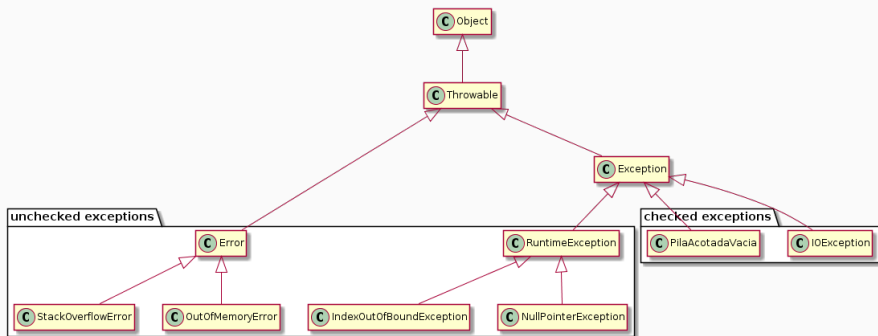 C Object
C Throwable
C Exception
unchecked exceptions
checked exceptions
C Error
C RuntimeException
C PilaAcotadaVacia
C IOException
C StackOverflowError
C OutOfMemoryError
C IndexOutOfBoundException
C NullPointerException